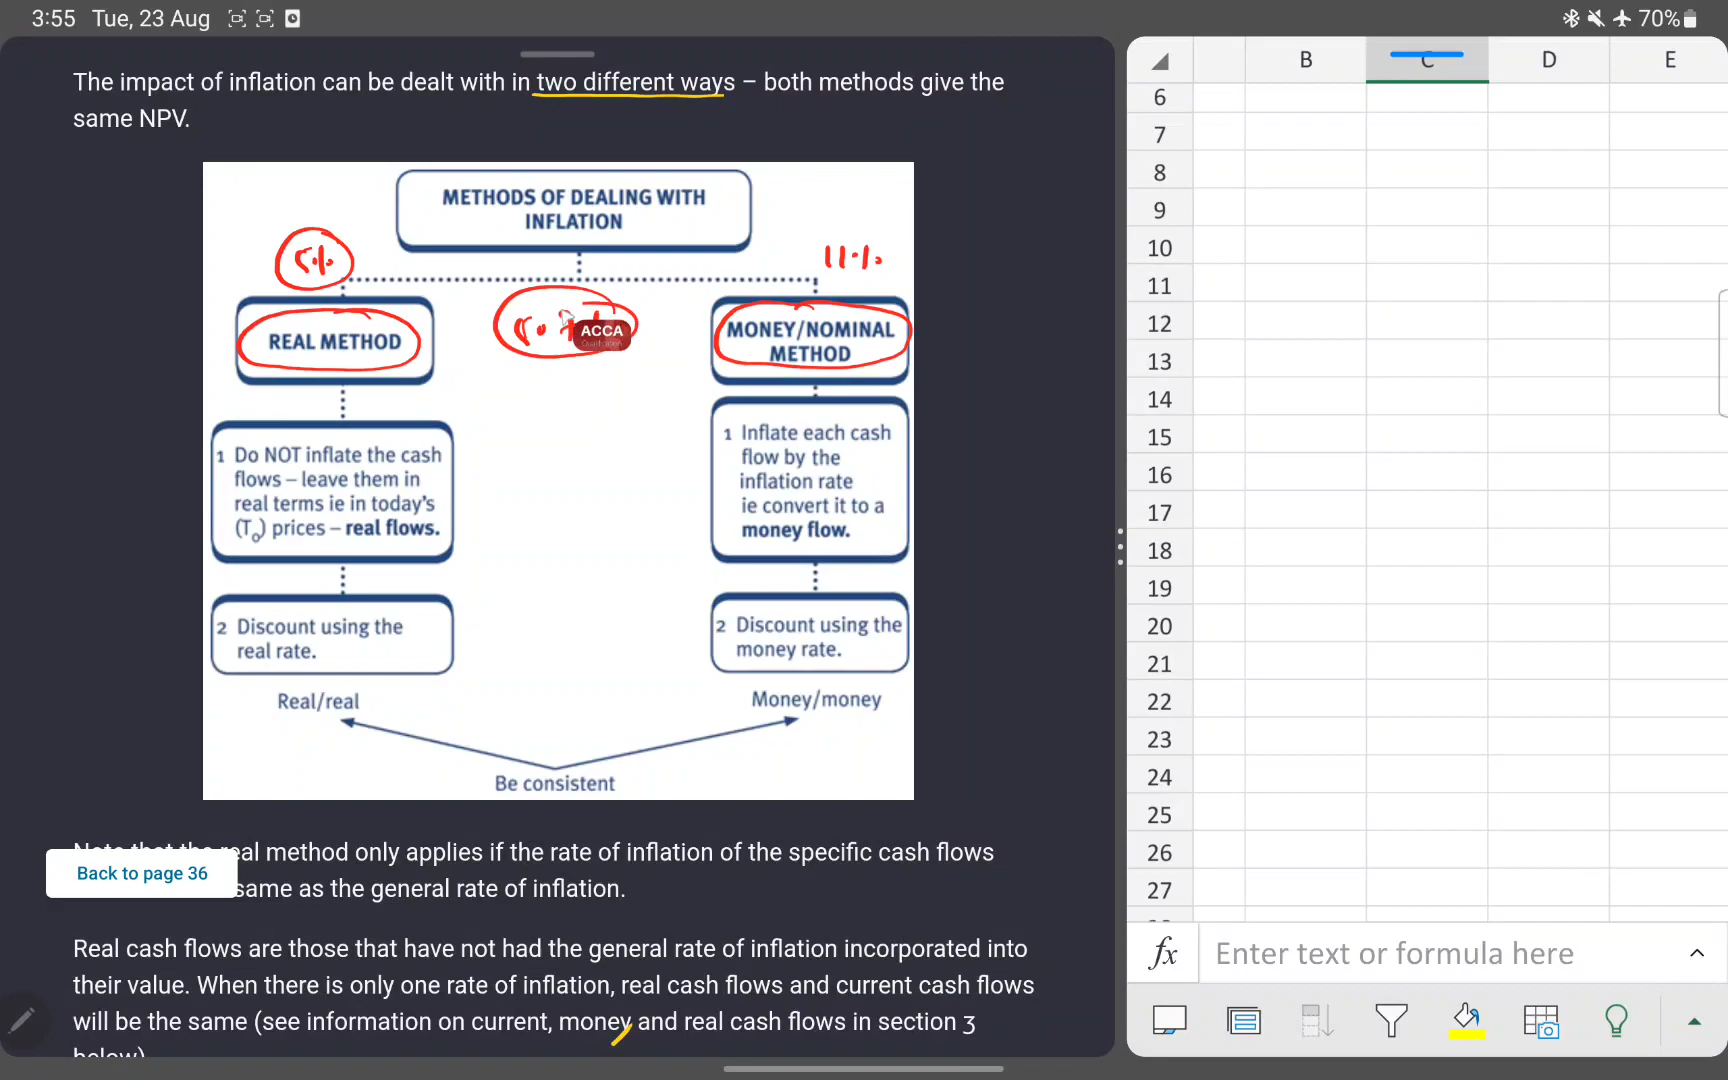 3:55 Tue, 23 Aug
70%
The impact of inflation can be dealt with in two different ways – both methods give the
same NPV.
METHODS OF DEALING WITH
INFLATION
5%
11%
REAL METHOD
ACCA
MONEY/NOMINAL
METHOD
1 Do NOT inflate the cash
flows – leave them in
real terms ie in today's
(T0) prices – real flows.
1 Inflate each cash
flow by the
inflation rate
ie convert it to a
money flow.
2 Discount using the
real rate.
2 Discount using the
money rate.
Real/real
Money/money
Be consistent
Note that the real method only applies if the rate of inflation of the specific cash flows
same as the general rate of inflation.
Back to page 36
Real cash flows are those that have not had the general rate of inflation incorporated into
their value. When there is only one rate of inflation, real cash flows and current cash flows
will be the same (see information on current, money and real cash flows in section 3
below)
B C D E
6
7
8
9
10
11
12
13
14
15
16
17
18
19
20
21
22
23
24
25
26
27
fx Enter text or formula here